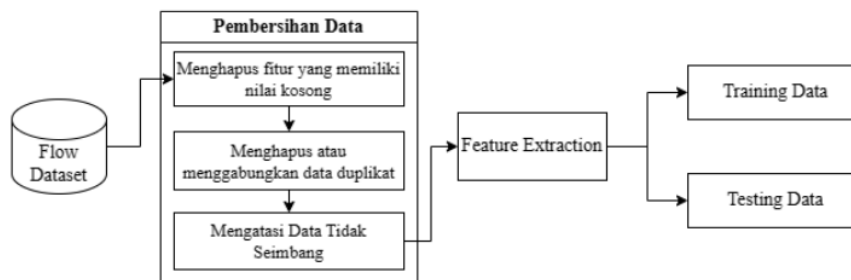 Pembersihan Data
Menghapus fitur yang memiliki
nilai kosong
Flow
Dataset
Menghapus atau
menggabungkan data duplikat
Mengatasi Data Tidak
Seimbang
Feature Extraction
Training Data
Testing Data